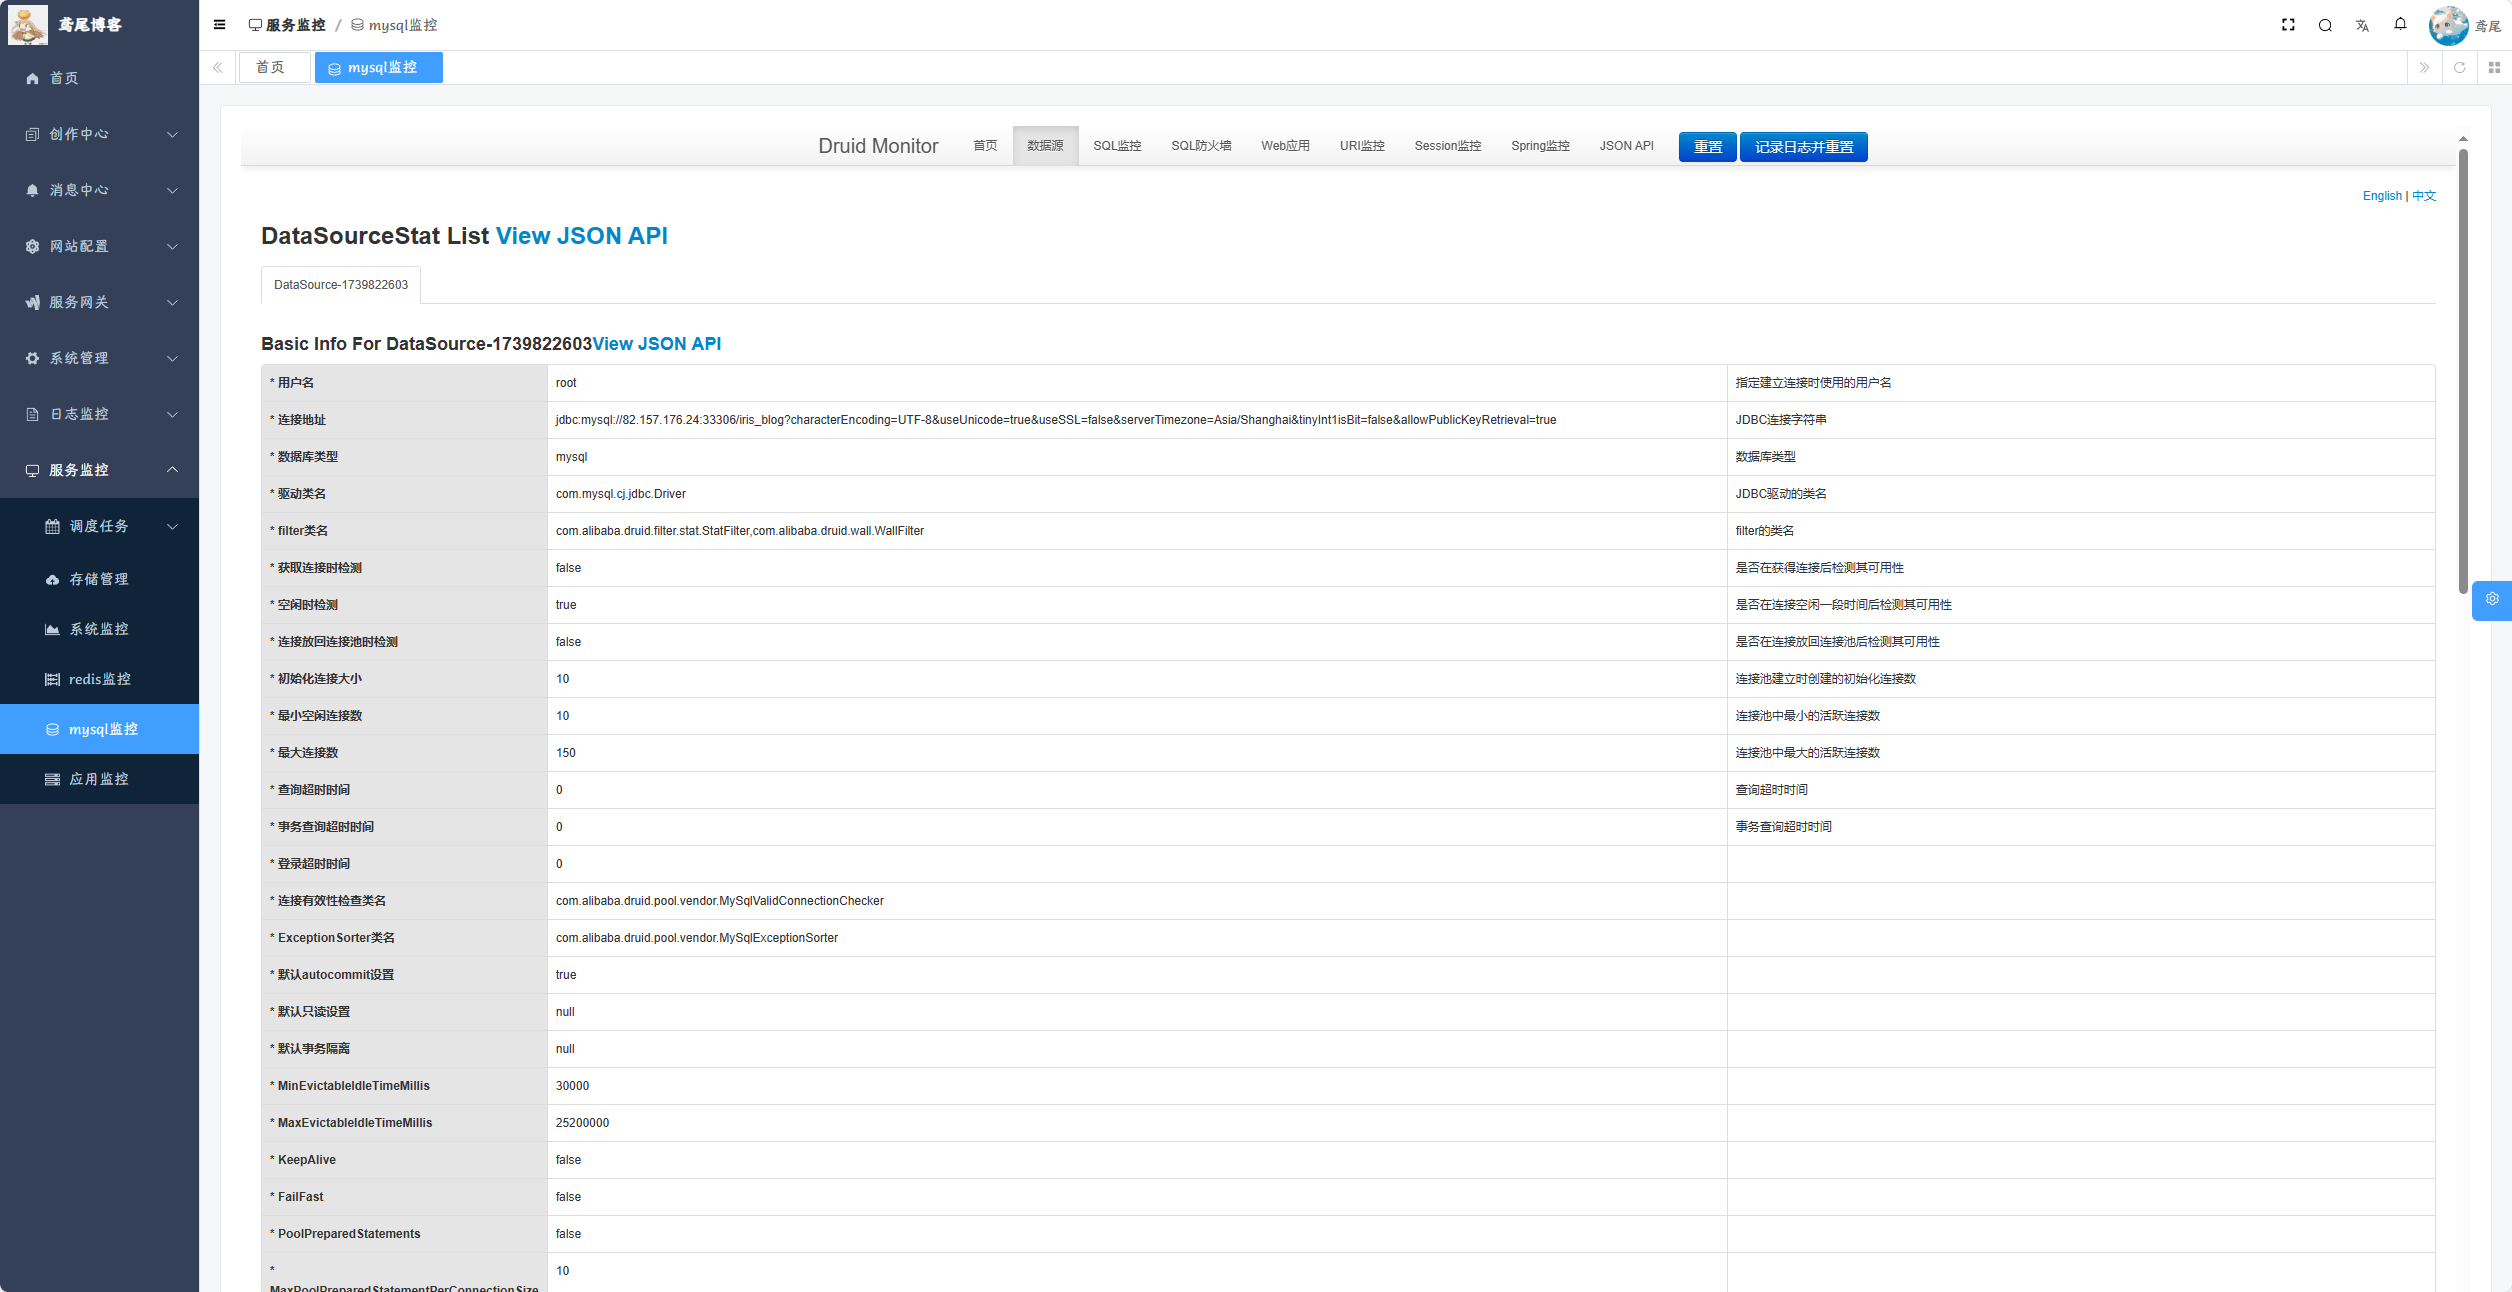 鸢尾博客
首页
创作中心
消息中心
网站配置
服务网关
系统管理
日志监控
服务监控
调度任务
存储管理
系统监控
redis监控
mysql监控
应用监控
服务监控 / mysql监控
鸢尾
首页
mysql监控
Druid Monitor 首页 数据源 SQL监控 SQL防火墙 Web应用 URI监控 Session监控 Spring监控 JSON API 重置 记录日志并重置
English | 中文
DataSourceStat List View JSON API
DataSource-1739822603
Basic Info For DataSource-1739822603View JSON API
* 用户名 root 指定建立连接时使用的用户名
* 连接地址 jdbc:mysql://82.157.176.24:33306/iris_blog?characterEncoding=UTF-8&useUnicode=true&useSSL=false&serverTimezone=Asia/Shanghai&tinyInt1isBit=false&allowPublicKeyRetrieval=true JDBC连接字符串
* 数据库类型 mysql 数据库类型
* 驱动类名 com.mysql.cj.jdbc.Driver JDBC驱动的类名
* filter类名 com.alibaba.druid.filter.stat.StatFilter,com.alibaba.druid.wall.WallFilter filter的类名
* 获取连接时检测 false 是否在获得连接后检测其可用性
* 空闲时检测 true 是否在连接空闲一段时间后检测其可用性
* 连接放回连接池时检测 false 是否在连接放回连接池后检测其可用性
* 初始化连接大小 10 连接池建立时创建的初始化连接数
* 最小空闲连接数 10 连接池中最小的活跃连接数
* 最大连接数 150 连接池中最大的活跃连接数
* 查询超时时间 0 查询超时时间
* 事务查询超时时间 0 事务查询超时时间
* 登录超时时间 0
* 连接有效性检查类名 com.alibaba.druid.pool.vendor.MySqlValidConnectionChecker
* ExceptionSorter类名 com.alibaba.druid.pool.vendor.MySqlExceptionSorter
* 默认autocommit设置 true
* 默认只读设置 null
* 默认事务隔离 null
* MinEvictableIdleTimeMillis 30000
* MaxEvictableIdleTimeMillis 25200000
* KeepAlive false
* FailFast false
* PoolPreparedStatements false
* 10
MaxPoolPreparedStatementPerConnectionSize